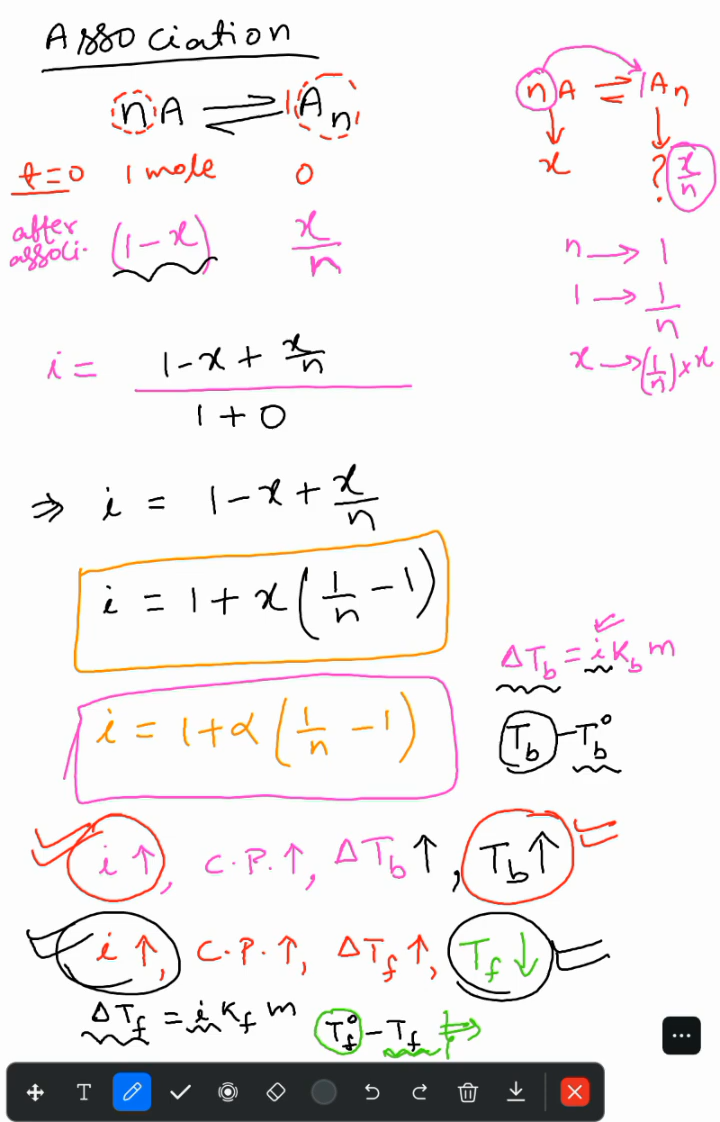 Association
nA ⇌ 1An
nA ⇌ 1An
t=0 1 mole 0
x ? x/n
after associ. (1-x) x/n
n → 1
1 → 1/n
x → (1/n) × x
i = (1-x + x/n) / (1+0)
⇒ i = 1-x + x/n
i = 1 + x (1/n - 1)
ΔTb = i Kb m
i = 1 + α (1/n - 1)
Tb - Tb°
i ↑, C.P. ↑, ΔTb ↑, Tb ↑
i ↑, C.P. ↑, ΔTf ↑, Tf ↓
ΔTf = i Kf m Tf° - Tf
T